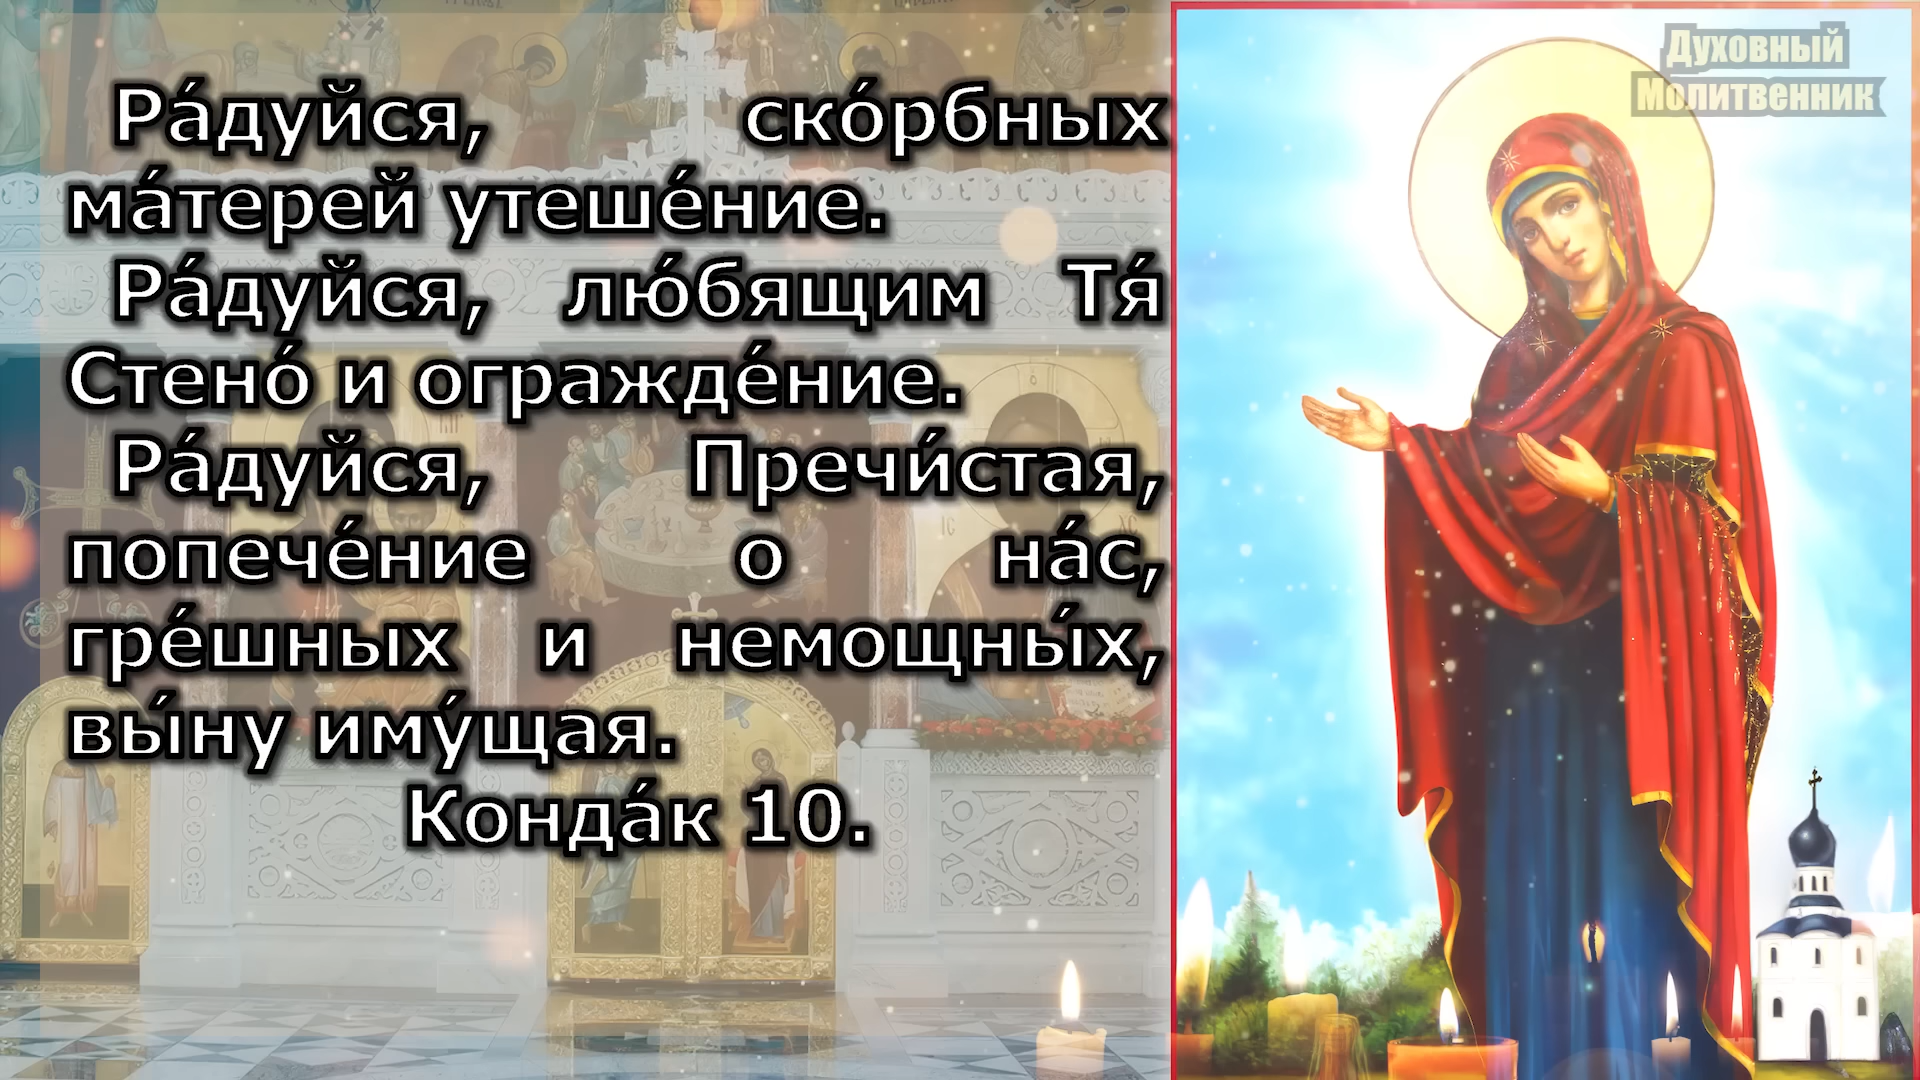 Ра́дуйся, ско́рбных
ма́терей утеше́ние.
Ра́дуйся, лю́бящим Тя́
Стено́ и огражде́ние.
Ра́дуйся, Пречи́стая,
попече́ние о на́с,
гре́шных и немощны́х,
вы́ну иму́щая.
Конда́к 10.
Духовный
Молитвенник